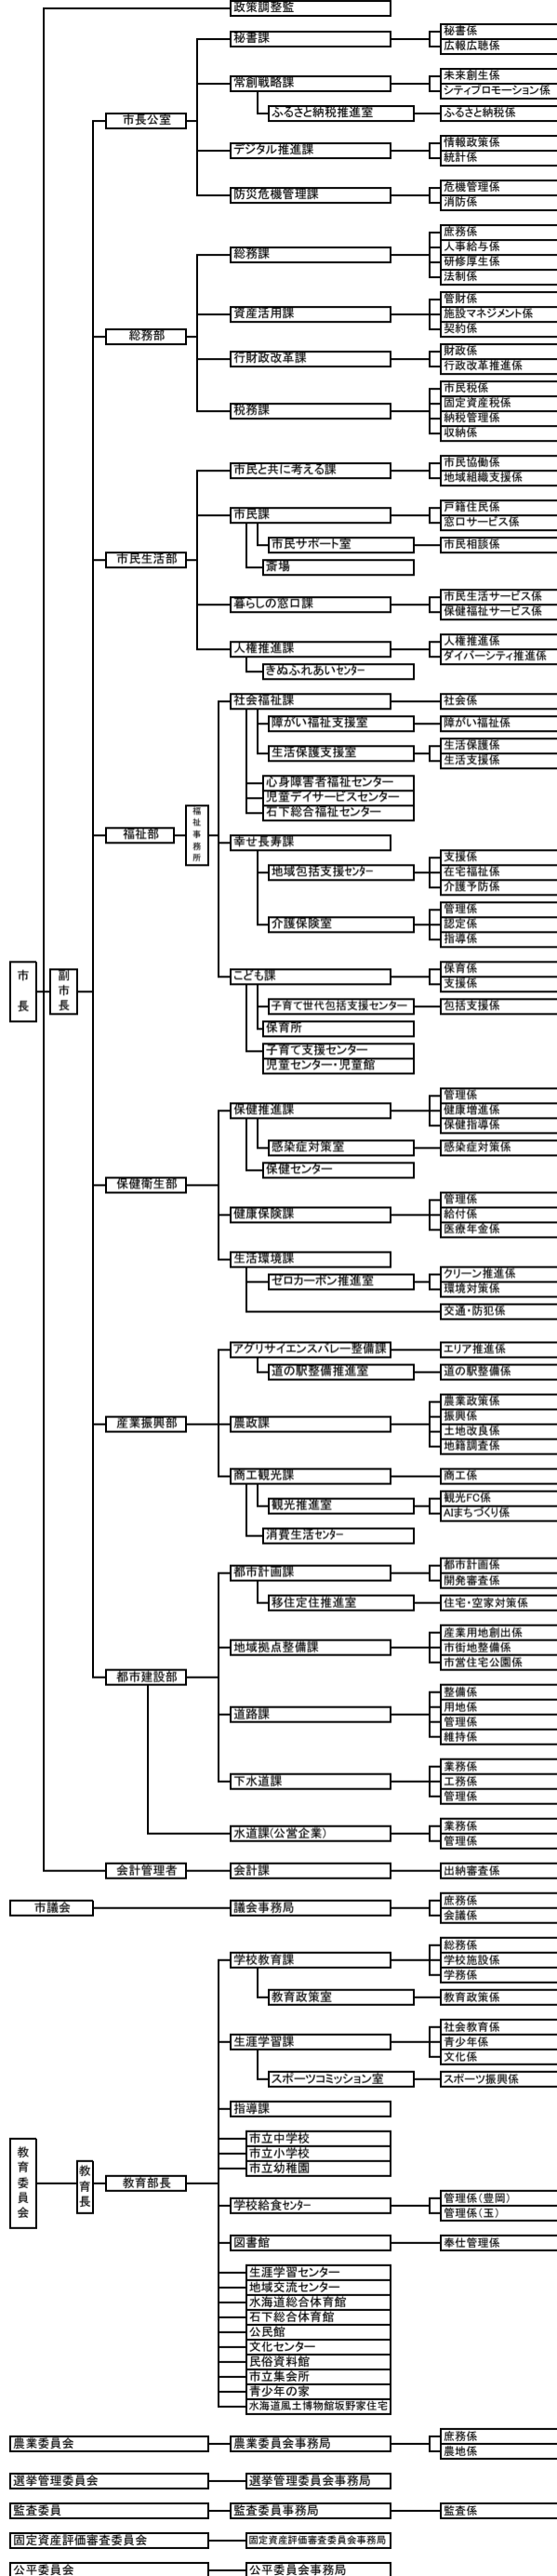 政策調整監
秘書課
秘書係
広報広聴係
常創戦略課
未来創生係
シティプロモーション係
ふるさと納税推進室
ふるさと納税係
市長公室
デジタル推進課
情報政策係
統計係
防災危機管理課
危機管理係
消防係
総務課
庶務係
人事給与係
研修厚生係
法制係
資産活用課
管財係
施設マネジメント係
契約係
総務部
行財政改革課
財政係
行政改革推進係
税務課
市民税係
固定資産税係
納税管理係
収納係
市民と共に考える課
市民協働係
地域組織支援係
市民課
戸籍住民係
窓口サービス係
市民サポート室
市民相談係
市民生活部
斎場
暮らしの窓口課
市民生活サービス係
保健福祉サービス係
人権推進課
人権推進係
ダイバーシティ推進係
きぬふれあいセンター
社会福祉課
社会係
障がい福祉支援室
障がい福祉係
生活保護支援室
生活保護係
生活支援係
心身障害者福祉センター
児童デイサービスセンター
石下総合福祉センター
福祉部
福祉事務所
幸せ長寿課
地域包括支援センター
支援係
在宅福祉係
介護予防係
介護保険室
管理係
認定係
指導係
市長
副市長
こども課
保育係
支援係
子育て世代包括支援センター
包括支援係
保育所
子育て支援センター
児童センター・児童館
保健推進課
管理係
健康増進係
保健指導係
感染症対策室
感染症対策係
保健センター
保健衛生部
健康保険課
管理係
給付係
医療年金係
生活環境課
ゼロカーボン推進室
クリーン推進係
環境対策係
交通・防犯係
アグリサイエンスバレー整備課
エリア推進係
道の駅整備推進室
道の駅整備係
産業振興部
農政課
農業政策係
振興係
土地改良係
地籍調査係
商工観光課
商工係
観光推進室
観光FC係
AIまちづくり係
消費生活センター
都市計画課
都市計画係
開発審査係
移住定住推進室
住宅・空家対策係
地域拠点整備課
産業用地創出係
市街地整備係
市営住宅公園係
都市建設部
道路課
整備係
用地係
管理係
維持係
下水道課
業務係
工務係
管理係
水道課(公営企業)
業務係
管理係
会計管理者
会計課
出納審査係
市議会
議会事務局
庶務係
会議係
学校教育課
総務係
学校施設係
学務係
教育政策室
教育政策係
生涯学習課
社会教育係
青少年係
文化係
スポーツコミッション室
スポーツ振興係
指導課
市立中学校
市立小学校
市立幼稚園
教育委員会
教育長
教育部長
学校給食センター
管理係(豊岡)
管理係(玉)
図書館
奉仕管理係
生涯学習センター
地域交流センター
水海道総合体育館
石下総合体育館
公民館
文化センター
民俗資料館
市立集会所
青少年の家
水海道風土博物館坂野家住宅
農業委員会
農業委員会事務局
庶務係
農地係
選挙管理委員会
選挙管理委員会事務局
監査委員
監査委員事務局
監査係
固定資産評価審査委員会
固定資産評価審査委員会事務局
公平委員会
公平委員会事務局